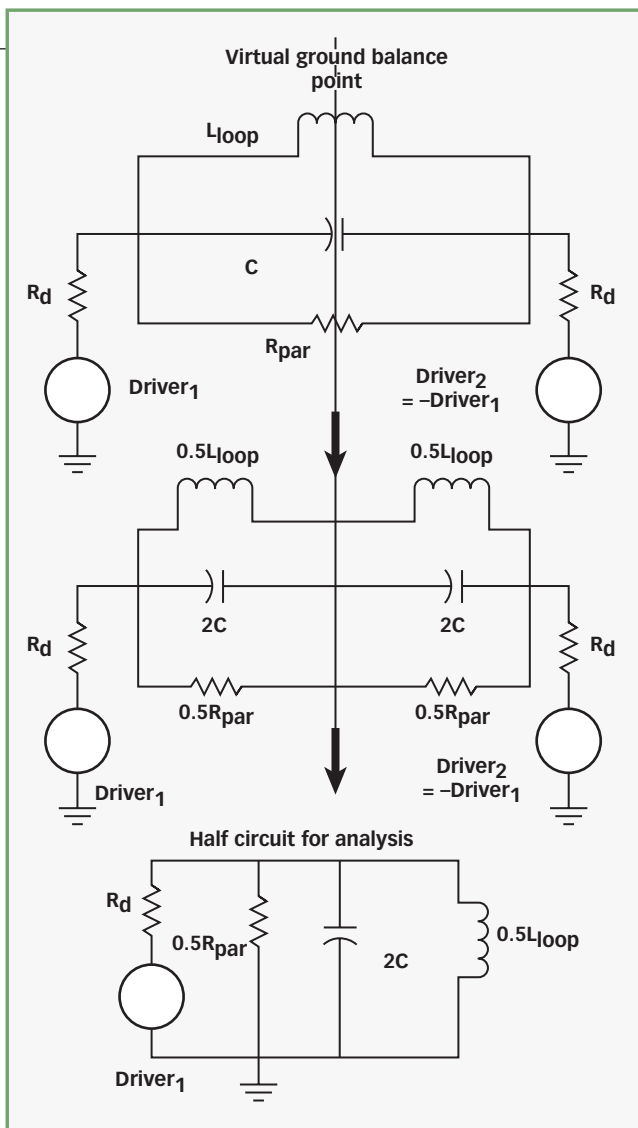 Virtual ground balance
point
Lloop
C
Rd
Rd
Rpar
Driver1
Driver2
= –Driver1
0.5Lloop
0.5Lloop
2C
2C
Rd
Rd
0.5Rpar
0.5Rpar
Driver1
Driver2
= –Driver1
Half circuit for analysis
Rd
0.5Rpar
2C
0.5Lloop
Driver1